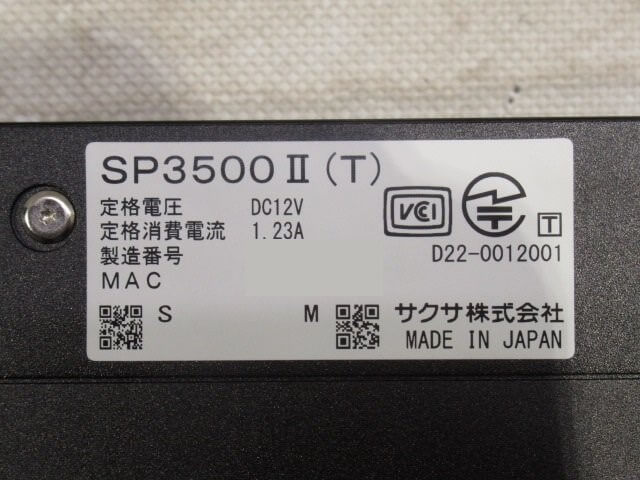 SP3500Ⅱ(T)
定格電圧 DC12V
定格消費電流 1.23A
製造番号
MAC
VCI
T
D22-0012001
S M サクサ株式会社
MADE IN JAPAN